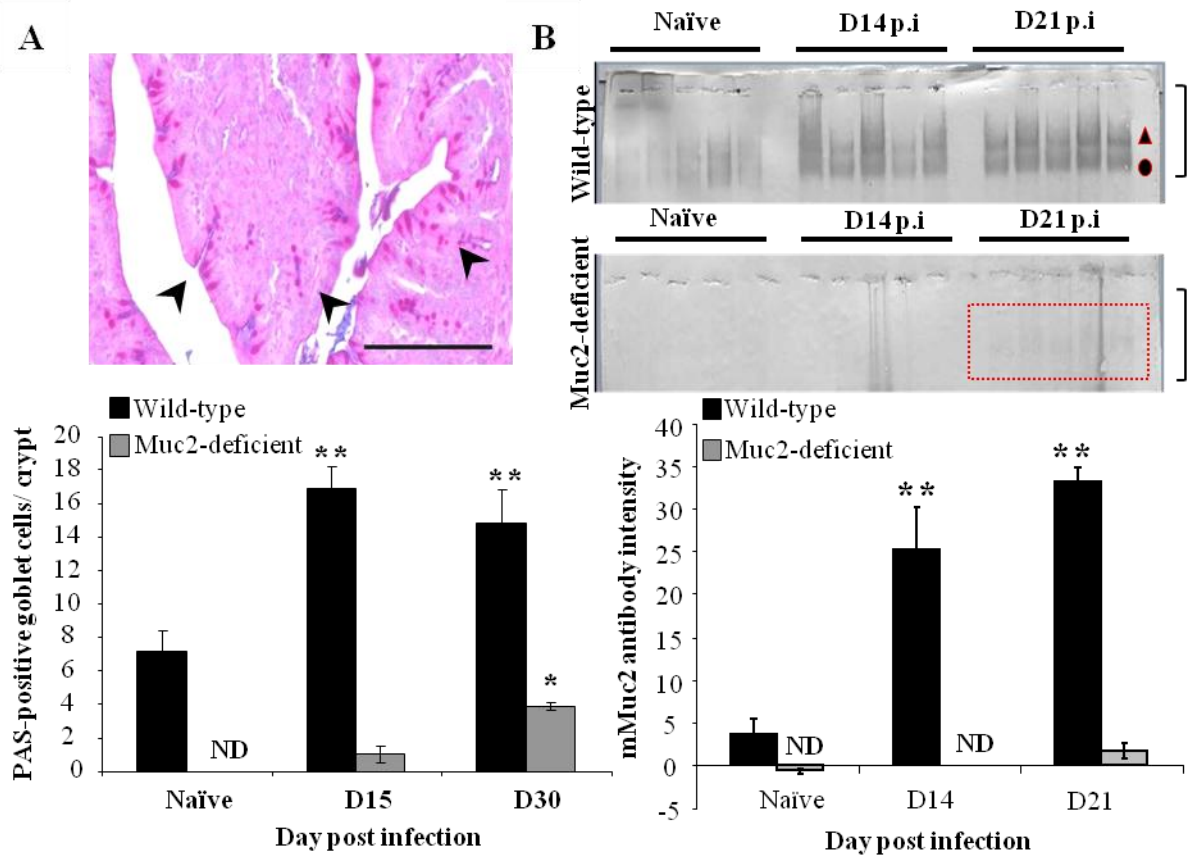 A
B
Naïve D14 p.i D21 p.i
Wild-type
Naïve D14 p.i D21 p.i
Muc2-deficient
Wild-type
Muc2-deficient
PAS-positive goblet cells/ crypt
20
18
16
14
12
10
8
6
4
2
0
**
**
*
ND
Naïve D15 D30
Day post infection
Wild-type
Muc2-deficient
mMuc2 antibody intensity
40
35
30
25
20
15
10
5
0
-5
**
**
ND
ND
Naïve D14 D21
Day post infection